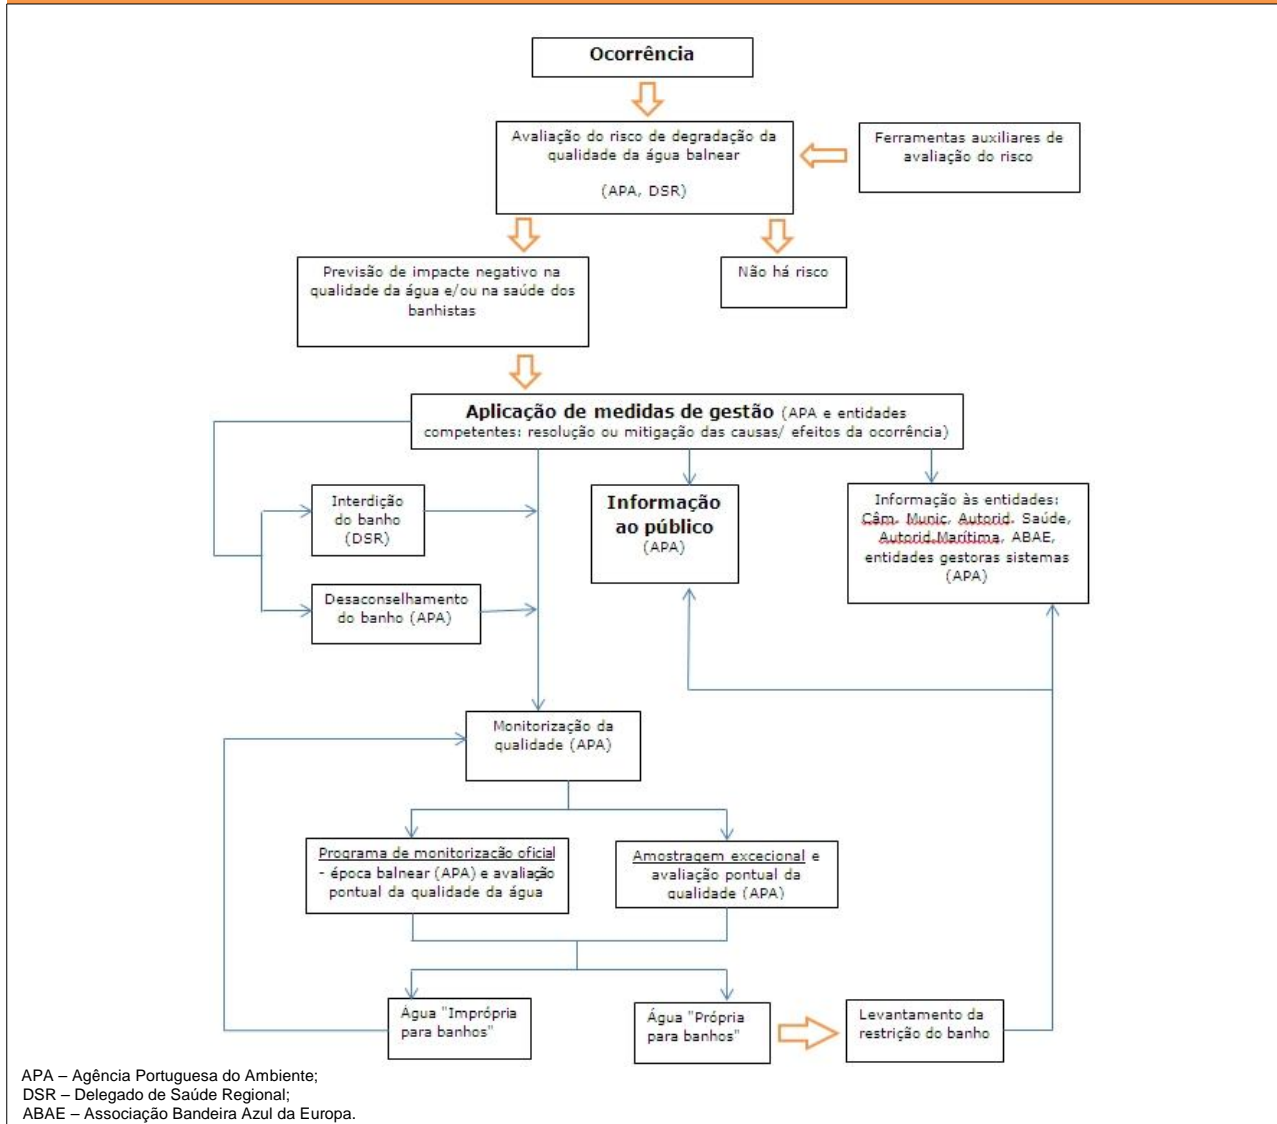 Ocorrência
Avaliação do risco de degradação da
qualidade da água balnear
(APA, DSR)
Ferramentas auxiliares de
avaliação do risco
Previsão de impacte negativo na
qualidade da água e/ou na saúde dos
banhistas
Não há risco
Aplicação de medidas de gestão (APA e entidades
competentes: resolução ou mitigação das causas/ efeitos da ocorrência)
Interdição
do banho
(DSR)
Informação
ao público
(APA)
Informação às entidades:
Câm. Munic, Autorid. Saúde,
Autorid.Marítima, ABAE,
entidades gestoras sistemas
(APA)
Desaconselhamento
do banho (APA)
Monitorização da
qualidade (APA)
Programa de monitorização oficial
- época balnear (APA) e avaliação
pontual da qualidade da água
Amostragem excecional e
avaliação pontual da
qualidade (APA)
Água "Imprópria
para banhos"
Água "Própria
para banhos"
Levantamento da
restrição do banho
APA – Agência Portuguesa do Ambiente;
DSR – Delegado de Saúde Regional;
ABAE – Associação Bandeira Azul da Europa.